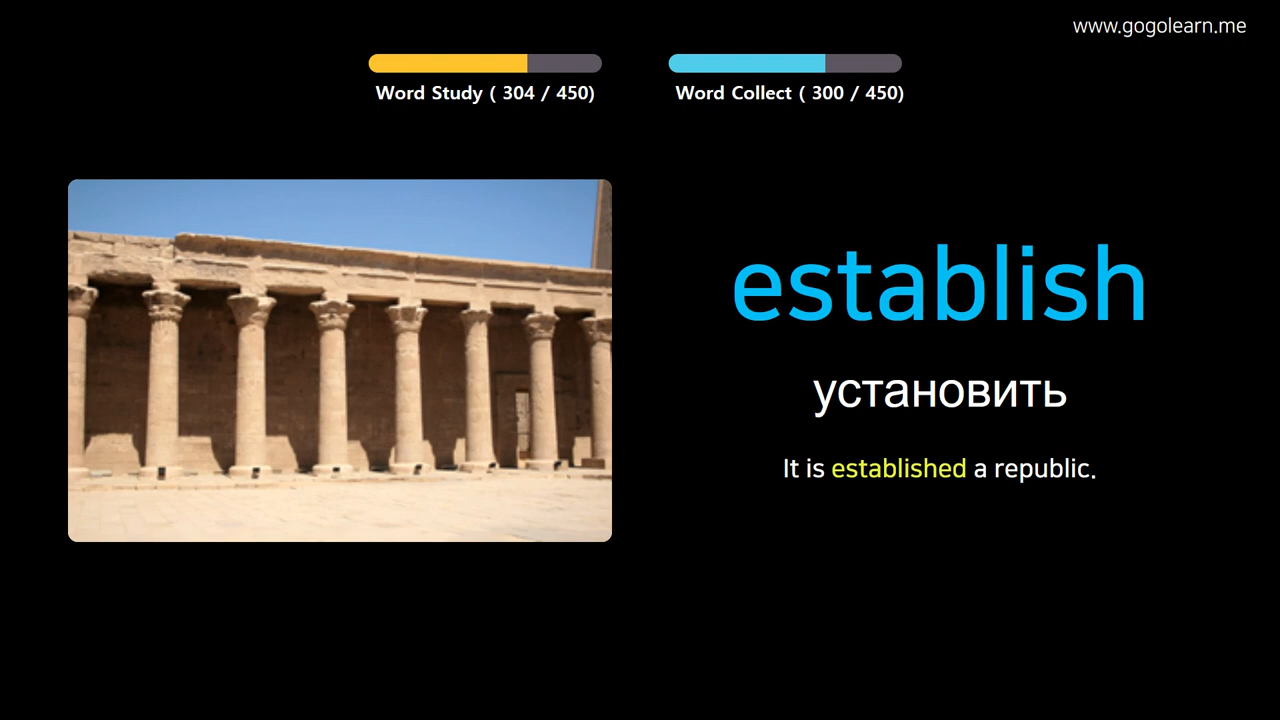 www.gogolearn.me
Word Study ( 304 / 450)
Word Collect ( 300 / 450)
establish
установить
It is established a republic.